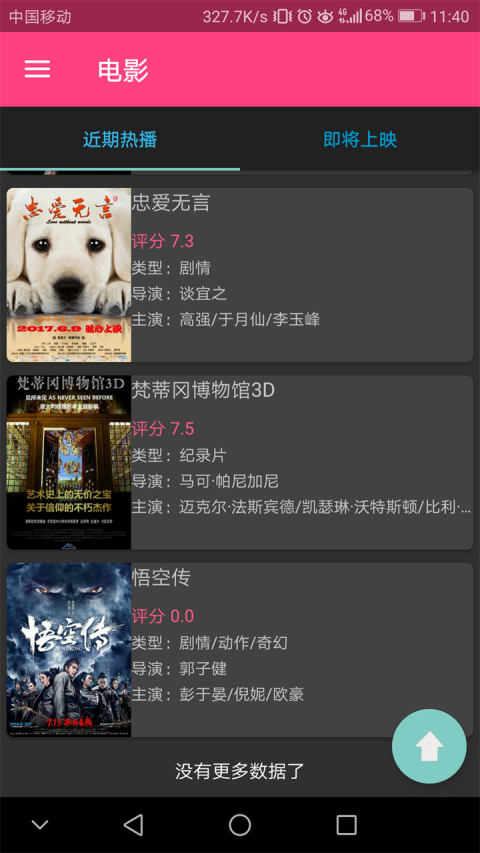 中国移动 327.7K/s 4G 68% 11:40
电影
近期热播 即将上映
忠爱无言
Love without words
2017.6.9 暖心上映
忠爱无言
评分 7.3
类型：剧情
导演：谈宜之
主演：高强/于月仙/李玉峰
梵蒂冈博物馆3D
见所未见 AS NEVER SEEN BEFORE
艺术史上的无价之宝
关于信仰的不朽杰作
梵蒂冈博物馆3D
评分 7.5
类型：纪录片
导演：马可·帕尼加尼
主演：迈克尔·法斯宾德/凯瑟琳·沃特斯顿/比利·...
悟空传
WU KONG
悟空传
评分 0.0
类型：剧情/动作/奇幻
导演：郭子健
主演：彭于晏/倪妮/欧豪
没有更多数据了